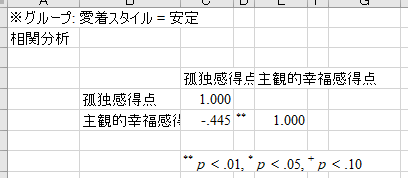 A B C D E F G
※グループ: 愛着スタイル = 安定
相関分析
孤独感得点 主観的幸福感得点
孤独感得点 1.000
主観的幸福感 -.445 ** 1.000
** p < .01, * p < .05, + p < .10